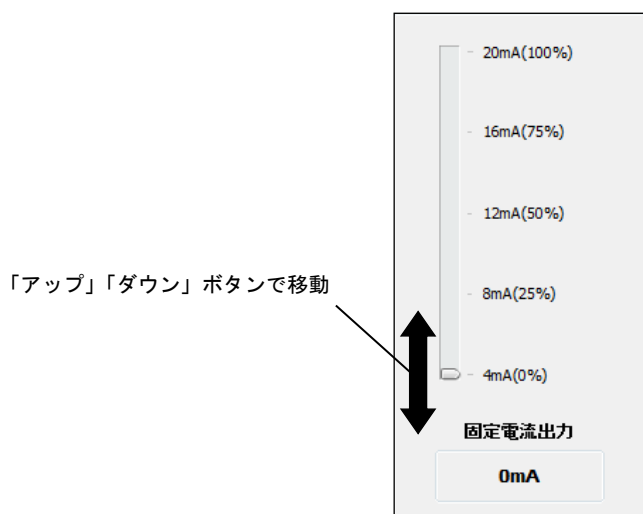 20mA(100%)
16mA(75%)
12mA(50%)
「アップ」「ダウン」ボタンで移動
8mA(25%)
4mA(0%)
固定電流出力
0mA